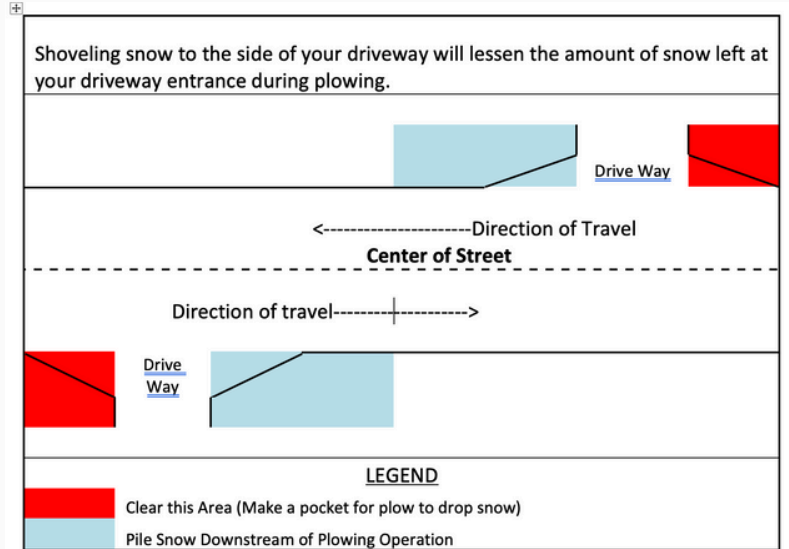 Shoveling snow to the side of your driveway will lessen the amount of snow left at
your driveway entrance during plowing.
Drive Way
<-----------------------Direction of Travel
Center of Street
Direction of travel-------------------->
Drive
Way
LEGEND
Clear this Area (Make a pocket for plow to drop snow)
Pile Snow Downstream of Plowing Operation